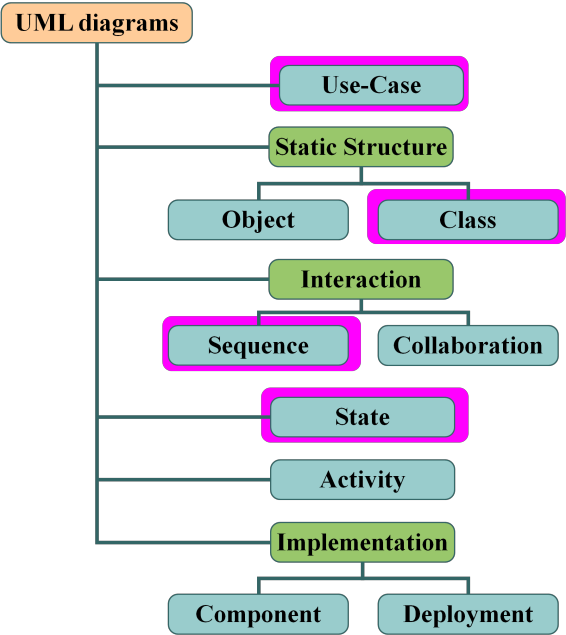 UML diagrams
Use-Case
Static Structure
Object
Class
Interaction
Sequence
Collaboration
State
Activity
Implementation
Component
Deployment